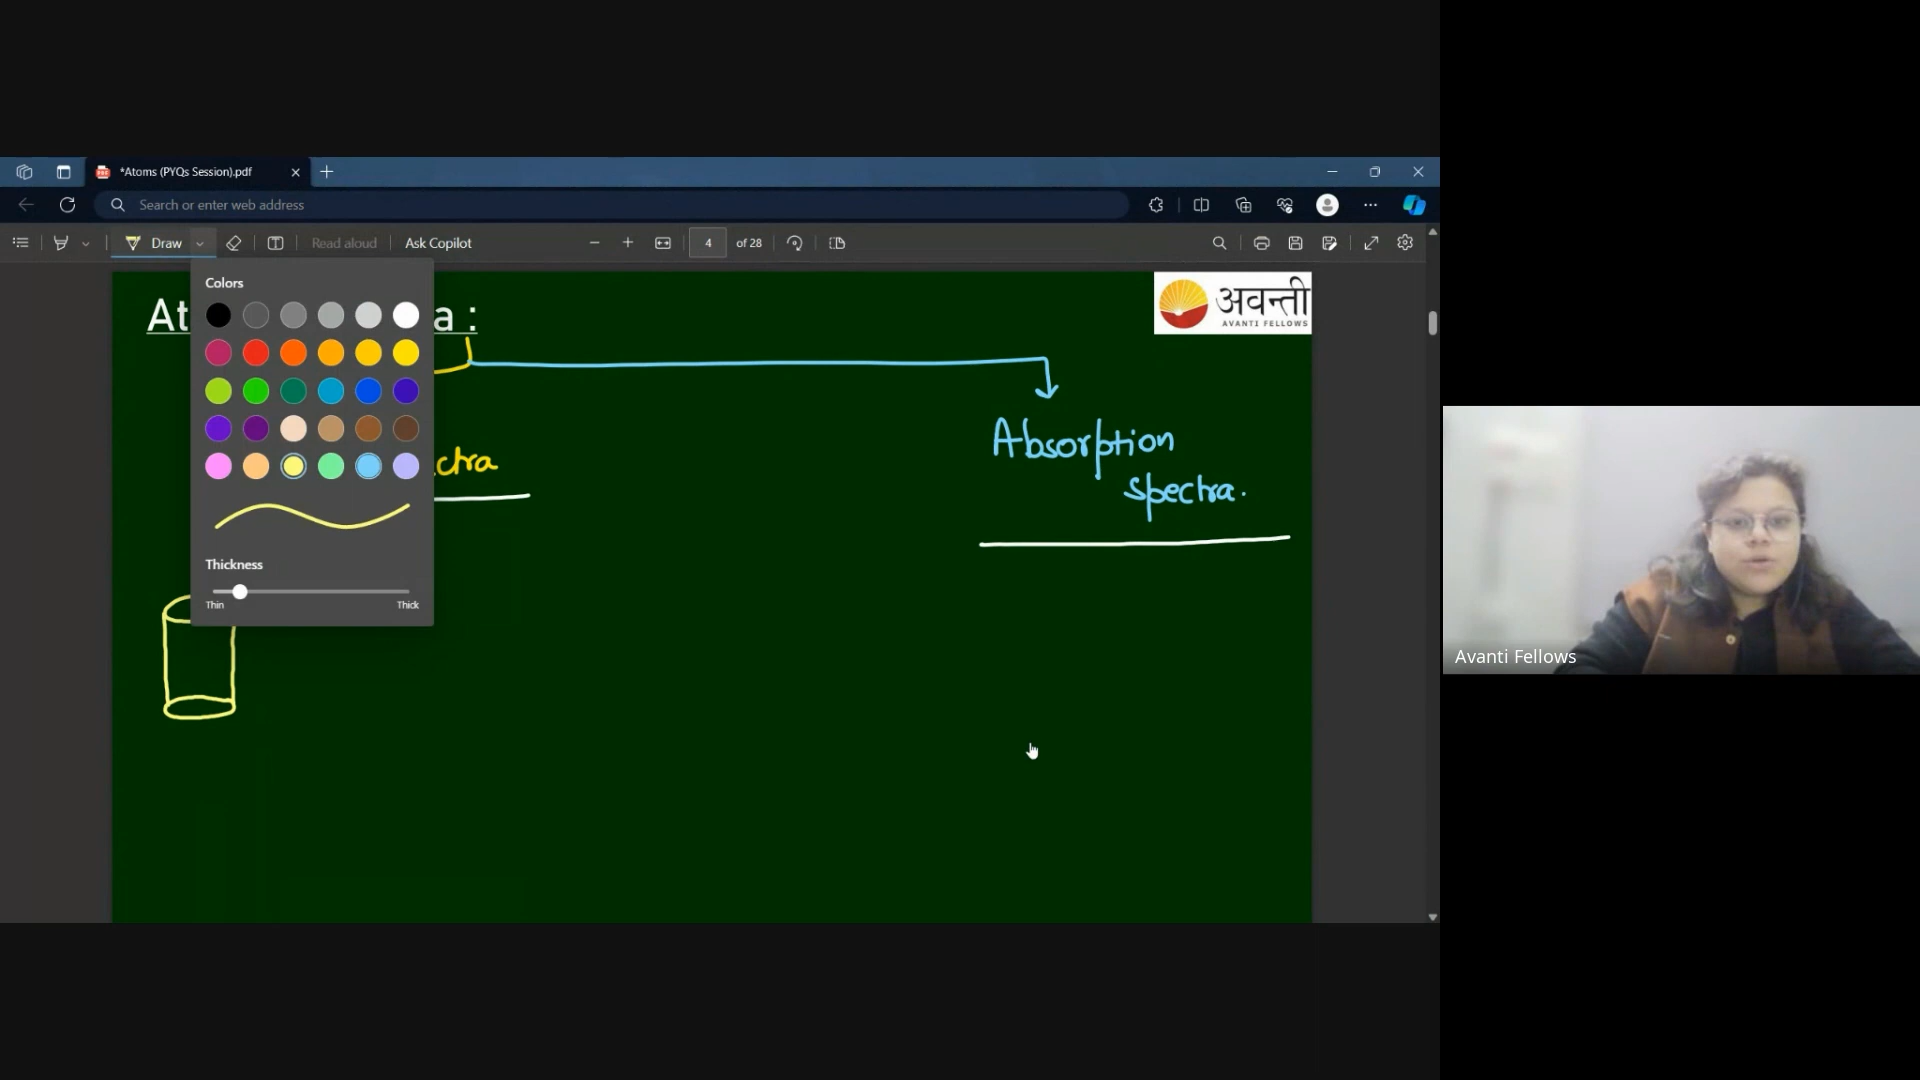 *Atoms (PYQs Session).pdf
Search or enter web address
Draw
Read aloud
Ask Copilot
4
of 28
Colors
Thickness
Thin
Thick
At
a :
अवन्ती
AVANTI FELLOWS
ctra
Absorption
spectra.
Avanti Fellows